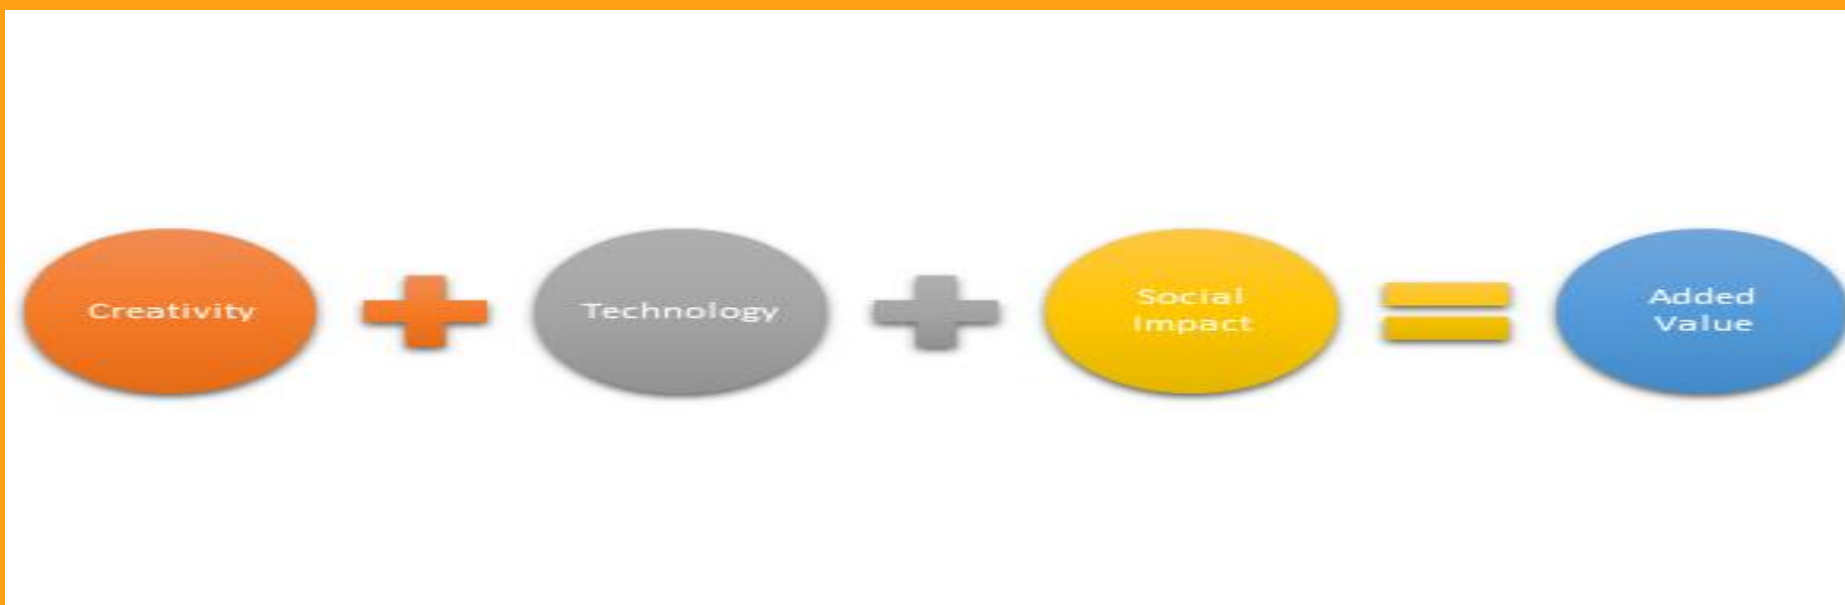 Creativity
Technology
Social
Impact
Added
Value